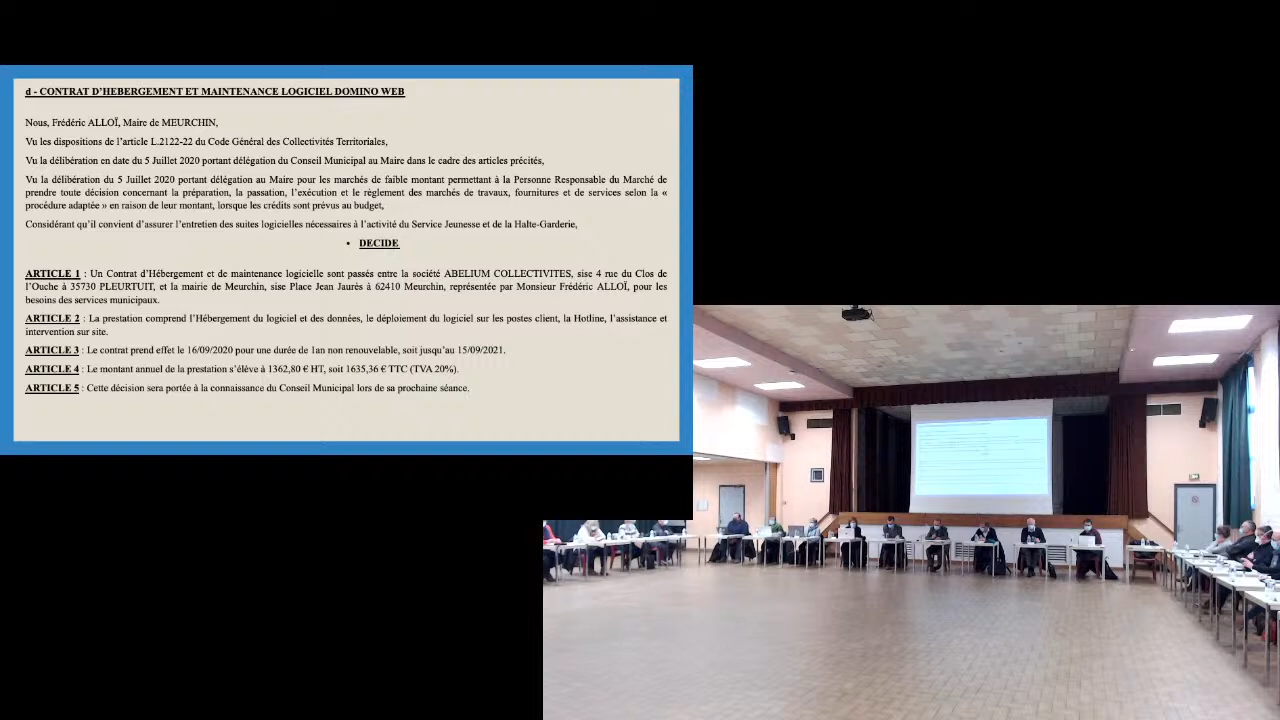 d - CONTRAT D'HEBERGEMENT ET MAINTENANCE LOGICIEL DOMINO WEB
Nous, Frédéric ALLOÏ, Maire de MEURCHIN,
Vu les dispositions de l'article L.2122-22 du Code Général des Collectivités Territoriales,
Vu la délibération en date du 5 Juillet 2020 portant délégation du Conseil Municipal au Maire dans le cadre des articles précités,
Vu la délibération du 5 Juillet 2020 portant délégation au Maire pour les marchés de faible montant permettant à la Personne Responsable du Marché de
prendre toute décision concernant la préparation, la passation, l'exécution et le règlement des marchés de travaux, fournitures et de services selon la «
procédure adaptée » en raison de leur montant, lorsque les crédits sont prévus au budget,
Considérant qu'il convient d'assurer l'entretien des suites logicielles nécessaires à l'activité du Service Jeunesse et de la Halte-Garderie,
• DECIDE
ARTICLE 1 : Un Contrat d'Hébergement et de maintenance logicielle sont passés entre la société ABELIUM COLLECTIVITES, sise 4 rue du Clos de
l'Ouche à 35730 PLEURTUIT, et la mairie de Meurchin, sise Place Jean Jaurès à 62410 Meurchin, représentée par Monsieur Frédéric ALLOÏ, pour les
besoins des services municipaux.
ARTICLE 2 : La prestation comprend l'Hébergement du logiciel et des données, le déploiement du logiciel sur les postes client, la Hotline, l'assistance et
intervention sur site.
ARTICLE 3 : Le contrat prend effet le 16/09/2020 pour une durée de 1an non renouvelable, soit jusqu'au 15/09/2021.
ARTICLE 4 : Le montant annuel de la prestation s'élève à 1362,80 € HT, soit 1635,36 € TTC (TVA 20%).
ARTICLE 5 : Cette décision sera portée à la connaissance du Conseil Municipal lors de sa prochaine séance.